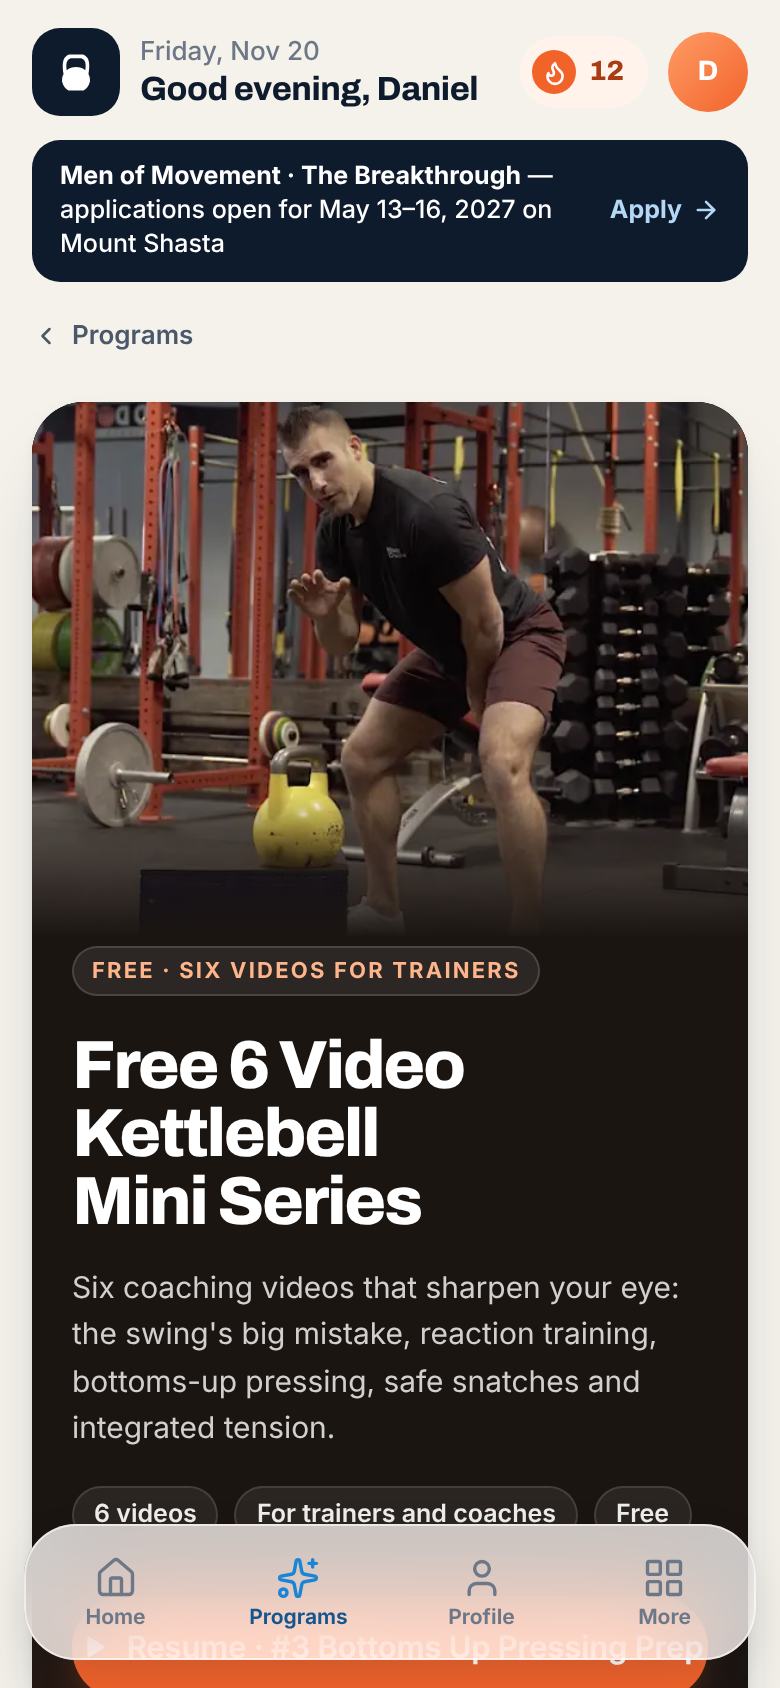 Friday, Nov 20
Good evening, Daniel
12
D
Men of Movement · The Breakthrough —
applications open for May 13–16, 2027 on
Mount Shasta
Apply →
Programs
FREE · SIX VIDEOS FOR TRAINERS
Free 6 Video
Kettlebell
Mini Series
Six coaching videos that sharpen your eye:
the swing's big mistake, reaction training,
bottoms-up pressing, safe snatches and
integrated tension.
6 videos
For trainers and coaches
Free
Home
Programs
Profile
More
Resume · #3 Bottoms Up Pressing Prep